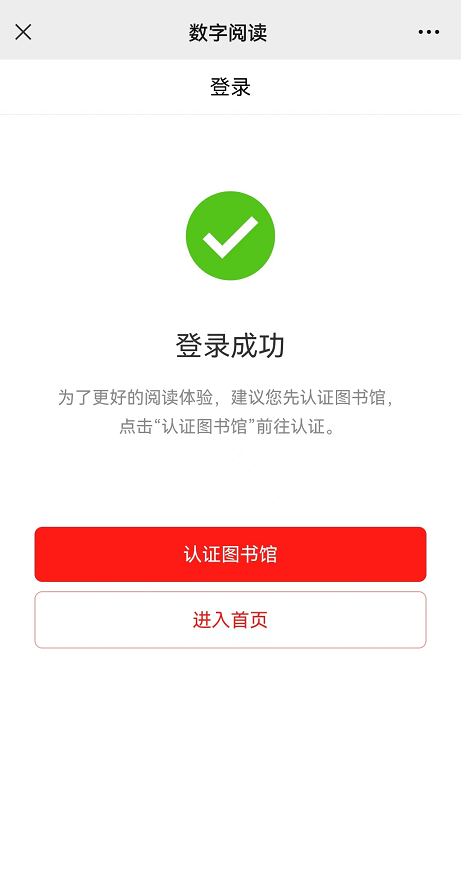 数字阅读
登录
登录成功
为了更好的阅读体验，建议您先认证图书馆，
点击“认证图书馆”前往认证。
认证图书馆
进入首页